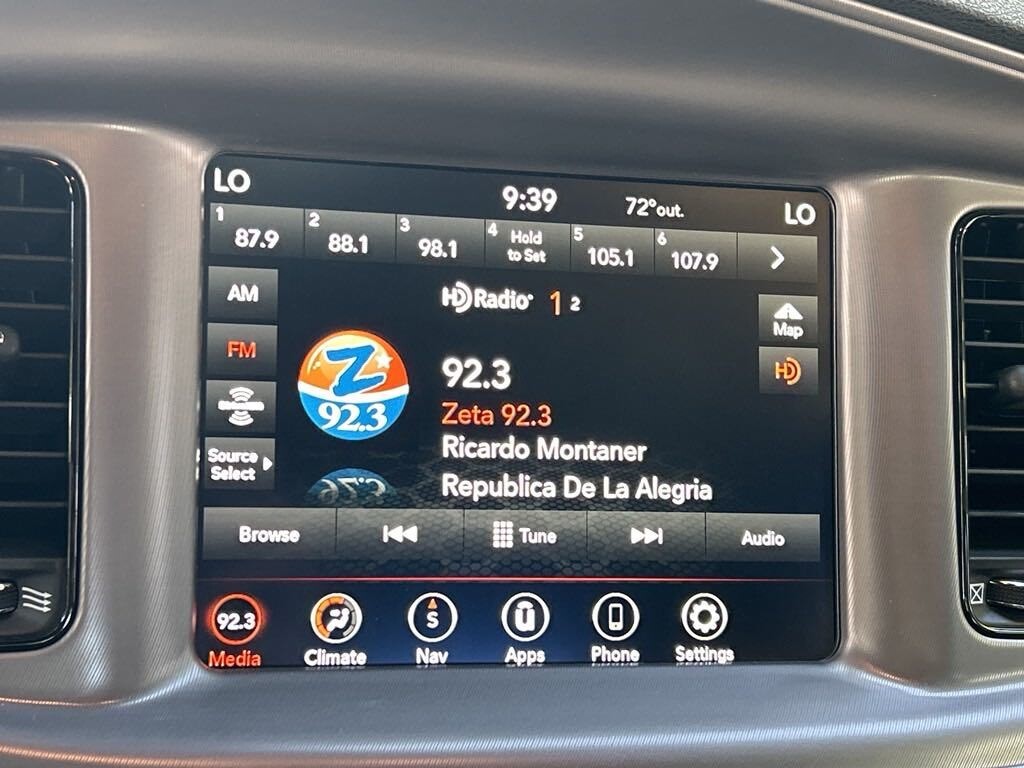 LO 9:39 72°out. LO
1 87.9 2 88.1 3 98.1 4 Hold to Set 5 105.1 6 107.9
AM
HD Radio 1 2
Map
FM
HD
Z
92.3
92.3
Zeta 92.3
Ricardo Montaner
Source Select
Republica De La Alegria
Browse Tune Audio
92.3 S
Media Climate Nav Apps Phone Settings